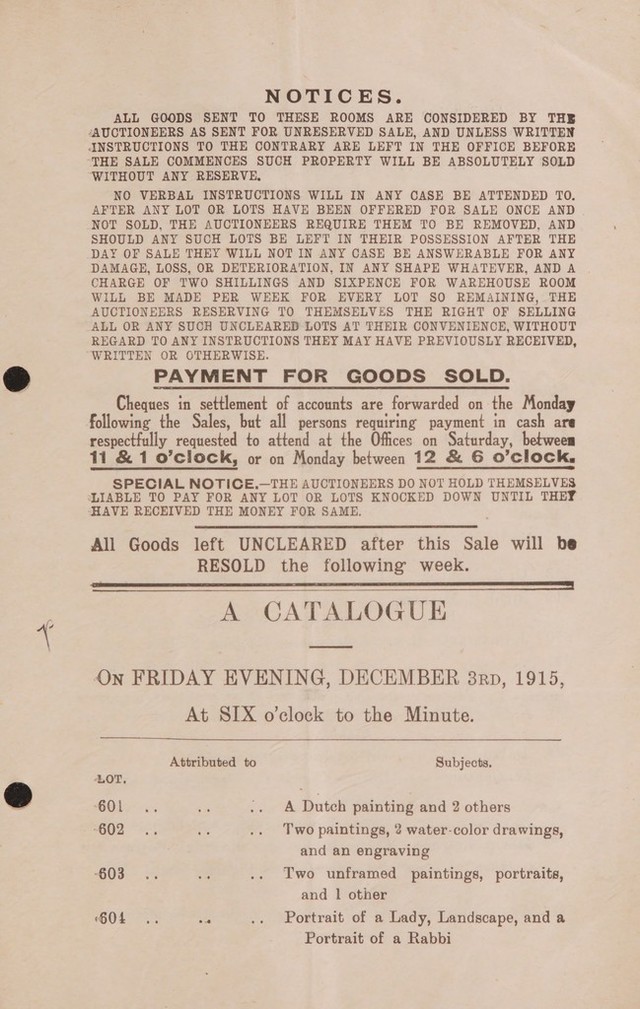 NOTICES.
ALL GOODS SENT TO THESE ROOMS ARE CONSIDERED BY THE
AUCTIONEERS AS SENT FOR UNRESERVED SALE, AND UNLESS WRITTEN
INSTRUCTIONS TO THE CONTRARY ARE LEFT IN THE OFFICE BEFORE
THE SALE COMMENCES SUCH PROPERTY WILL BE ABSOLUTELY SOLD
WITHOUT ANY RESERVE.
NO VERBAL INSTRUCTIONS WILL IN ANY CASE BE ATTENDED TO.
AFTER ANY LOT OR LOTS HAVE BEEN OFFERED FOR SALE ONCE AND
NOT SOLD, THE AUCTIONEERS REQUIRE THEM TO BE REMOVED, AND
SHOULD ANY SUCH LOTS BE LEFT IN THEIR POSSESSION AFTER THE
DAY OF SALE THEY WILL NOT IN ANY CASE BE ANSWERABLE FOR ANY
DAMAGE, LOSS, OR DETERIORATION, IN ANY SHAPE WHATEVER, AND A
CHARGE OF TWO SHILLINGS AND SIXPENCE FOR WAREHOUSE ROOM
WILL BE MADE PER WEEK FOR EVERY LOT SO REMAINING, THE
AUCTIONEERS RESERVING TO THEMSELVES THE RIGHT OF SELLING
ALL OR ANY SUCH UNCLEARED LOTS AT THEIR CONVENIENCE, WITHOUT
REGARD TO ANY INSTRUCTIONS THEY MAY HAVE PREVIOUSLY RECEIVED,
WRITTEN OR OTHERWISE.
PAYMENT FOR GOODS SOLD.
Cheques in settlement of accounts are forwarded on the Monday
following the Sales, but all persons requiring payment in cash are
respectfully requested to attend at the Offices on Saturday, between
11 & 1 o'clock, or on Monday between 12 & 6 o'clock.
SPECIAL NOTICE.—THE AUCTIONEERS DO NOT HOLD THEMSELVES
LIABLE TO PAY FOR ANY LOT OR LOTS KNOCKED DOWN UNTIL THEY
HAVE RECEIVED THE MONEY FOR SAME.
All Goods left UNCLEARED after this Sale will be
RESOLD the following week.
A CATALOGUE
ON FRIDAY EVENING, DECEMBER 3RD, 1915,
At SIX o'clock to the Minute.
Attributed to Subjects.
LOT.
601 .. .. .. A Dutch painting and 2 others
602 .. .. .. Two paintings, 2 water-color drawings,
and an engraving
603 .. .. .. Two unframed paintings, portraits,
and 1 other
604 .. .. .. Portrait of a Lady, Landscape, and a
Portrait of a Rabbi